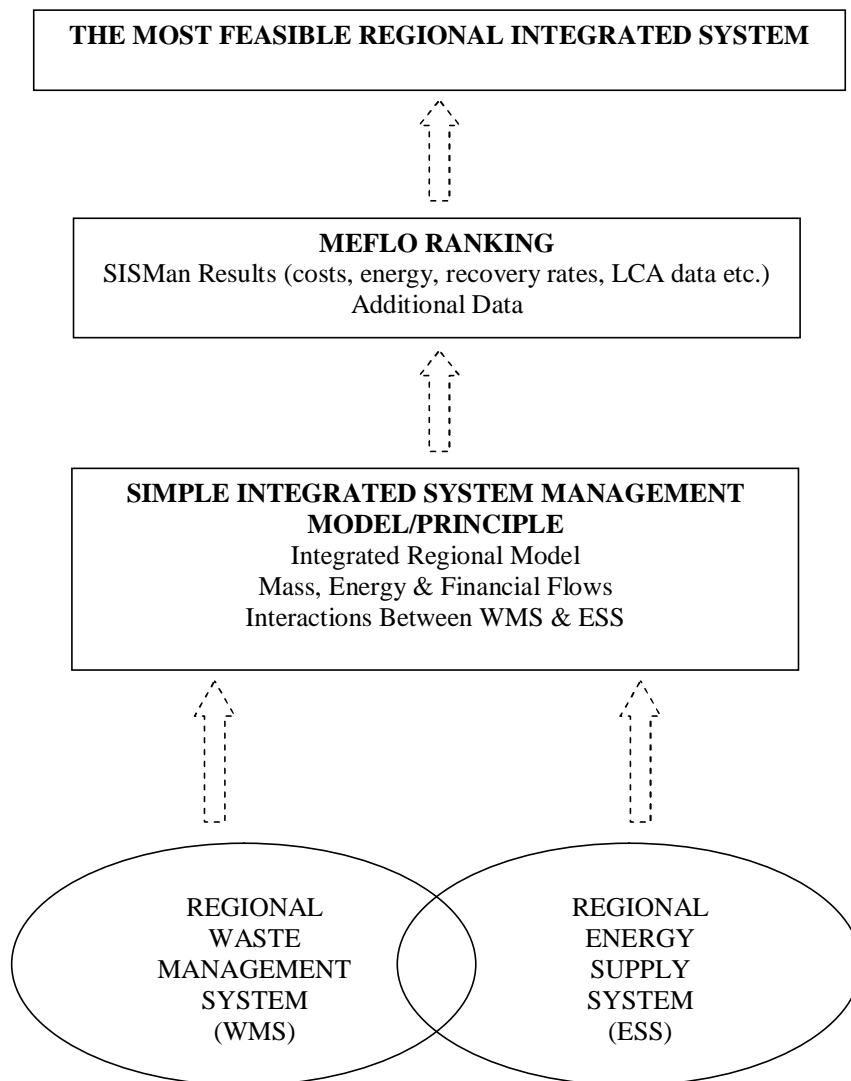 THE MOST FEASIBLE REGIONAL INTEGRATED SYSTEM
MEFLO RANKING
SISMan Results (costs, energy, recovery rates, LCA data etc.)
Additional Data
SIMPLE INTEGRATED SYSTEM MANAGEMENT
MODEL/PRINCIPLE
Integrated Regional Model
Mass, Energy & Financial Flows
Interactions Between WMS & ESS
REGIONAL
WASTE
MANAGEMENT
SYSTEM
(WMS)
REGIONAL
ENERGY
SUPPLY
SYSTEM
(ESS)